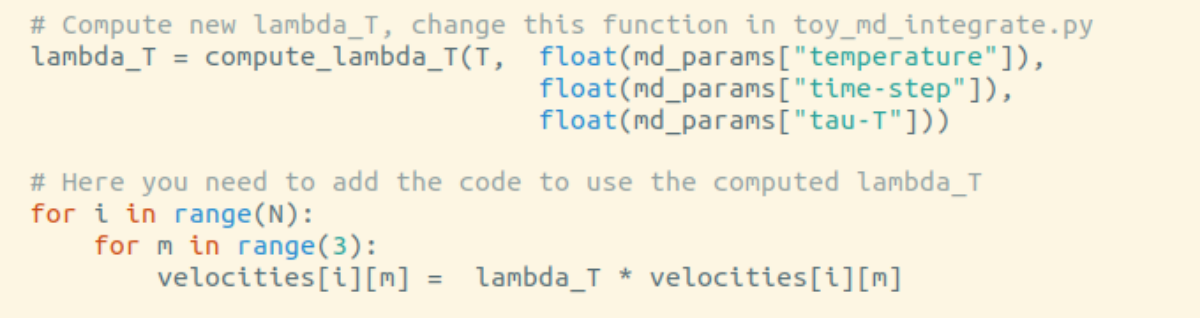 # Compute new lambda_T, change this function in toy_md_integrate.py
lambda_T = compute_lambda_T(T,  float(md_params["temperature"]),
                                float(md_params["time-step"]),
                                float(md_params["tau-T"]))

# Here you need to add the code to use the computed lambda_T
for i in range(N):
    for m in range(3):
        velocities[i][m] =  lambda_T * velocities[i][m]